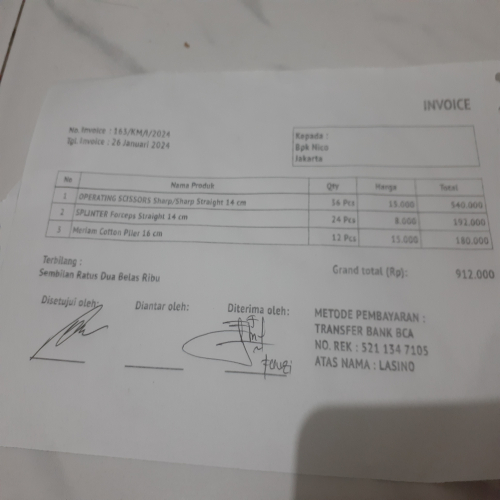 INVOICE
No. Invoice : 163/KM/I/2024
Tgl. Invoice : 26 Januari 2024
Kepada :
Bpk Nico
Jakarta
No Nama Produk Qty Harga Total
1 OPERATING SCISSORS Sharp/Sharp Straight 14 cm 36 Pcs 15.000 540.000
2 SPLINTER Forceps Straight 14 cm 24 Pcs 8.000 192.000
3 Meriam Cotton Plier 16 cm 12 Pcs 15.000 180.000
Terbilang :
Sembilan Ratus Dua Belas Ribu
Grand total (Rp): 912.000
Disetujui oleh:
Diantar oleh:
Diterima oleh:
METODE PEMBAYARAN :
TRANSFER BANK BCA
NO. REK : 521 134 7105
ATAS NAMA : LASINO